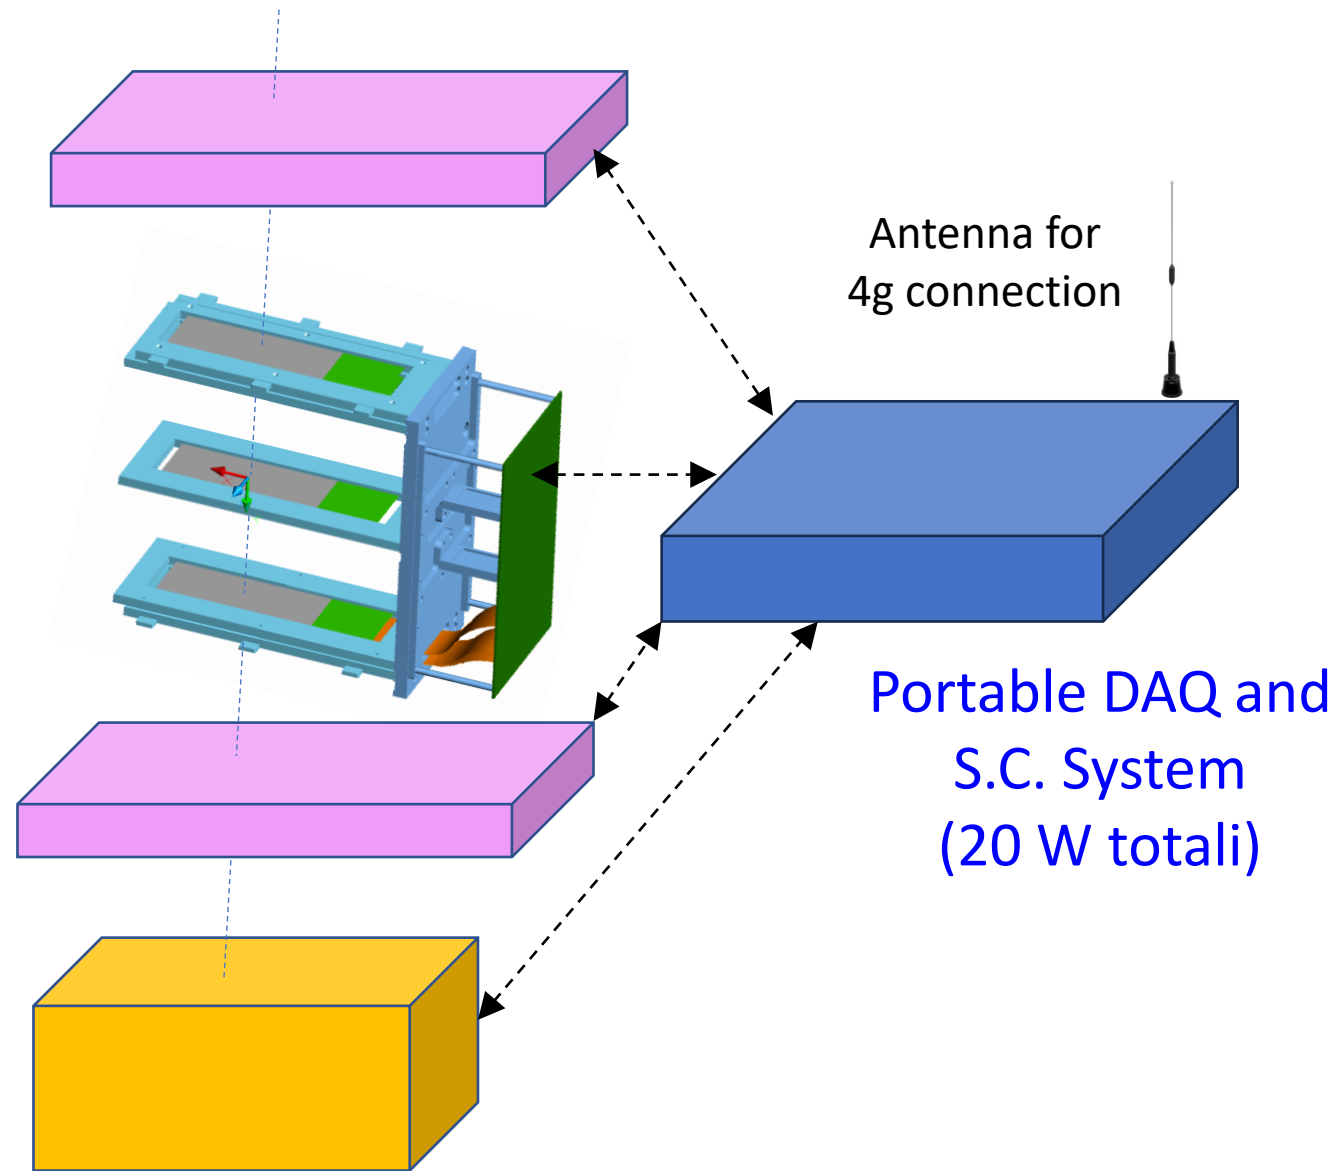 Antenna for
4g connection
Portable DAQ and
S.C. System
(20 W totali)